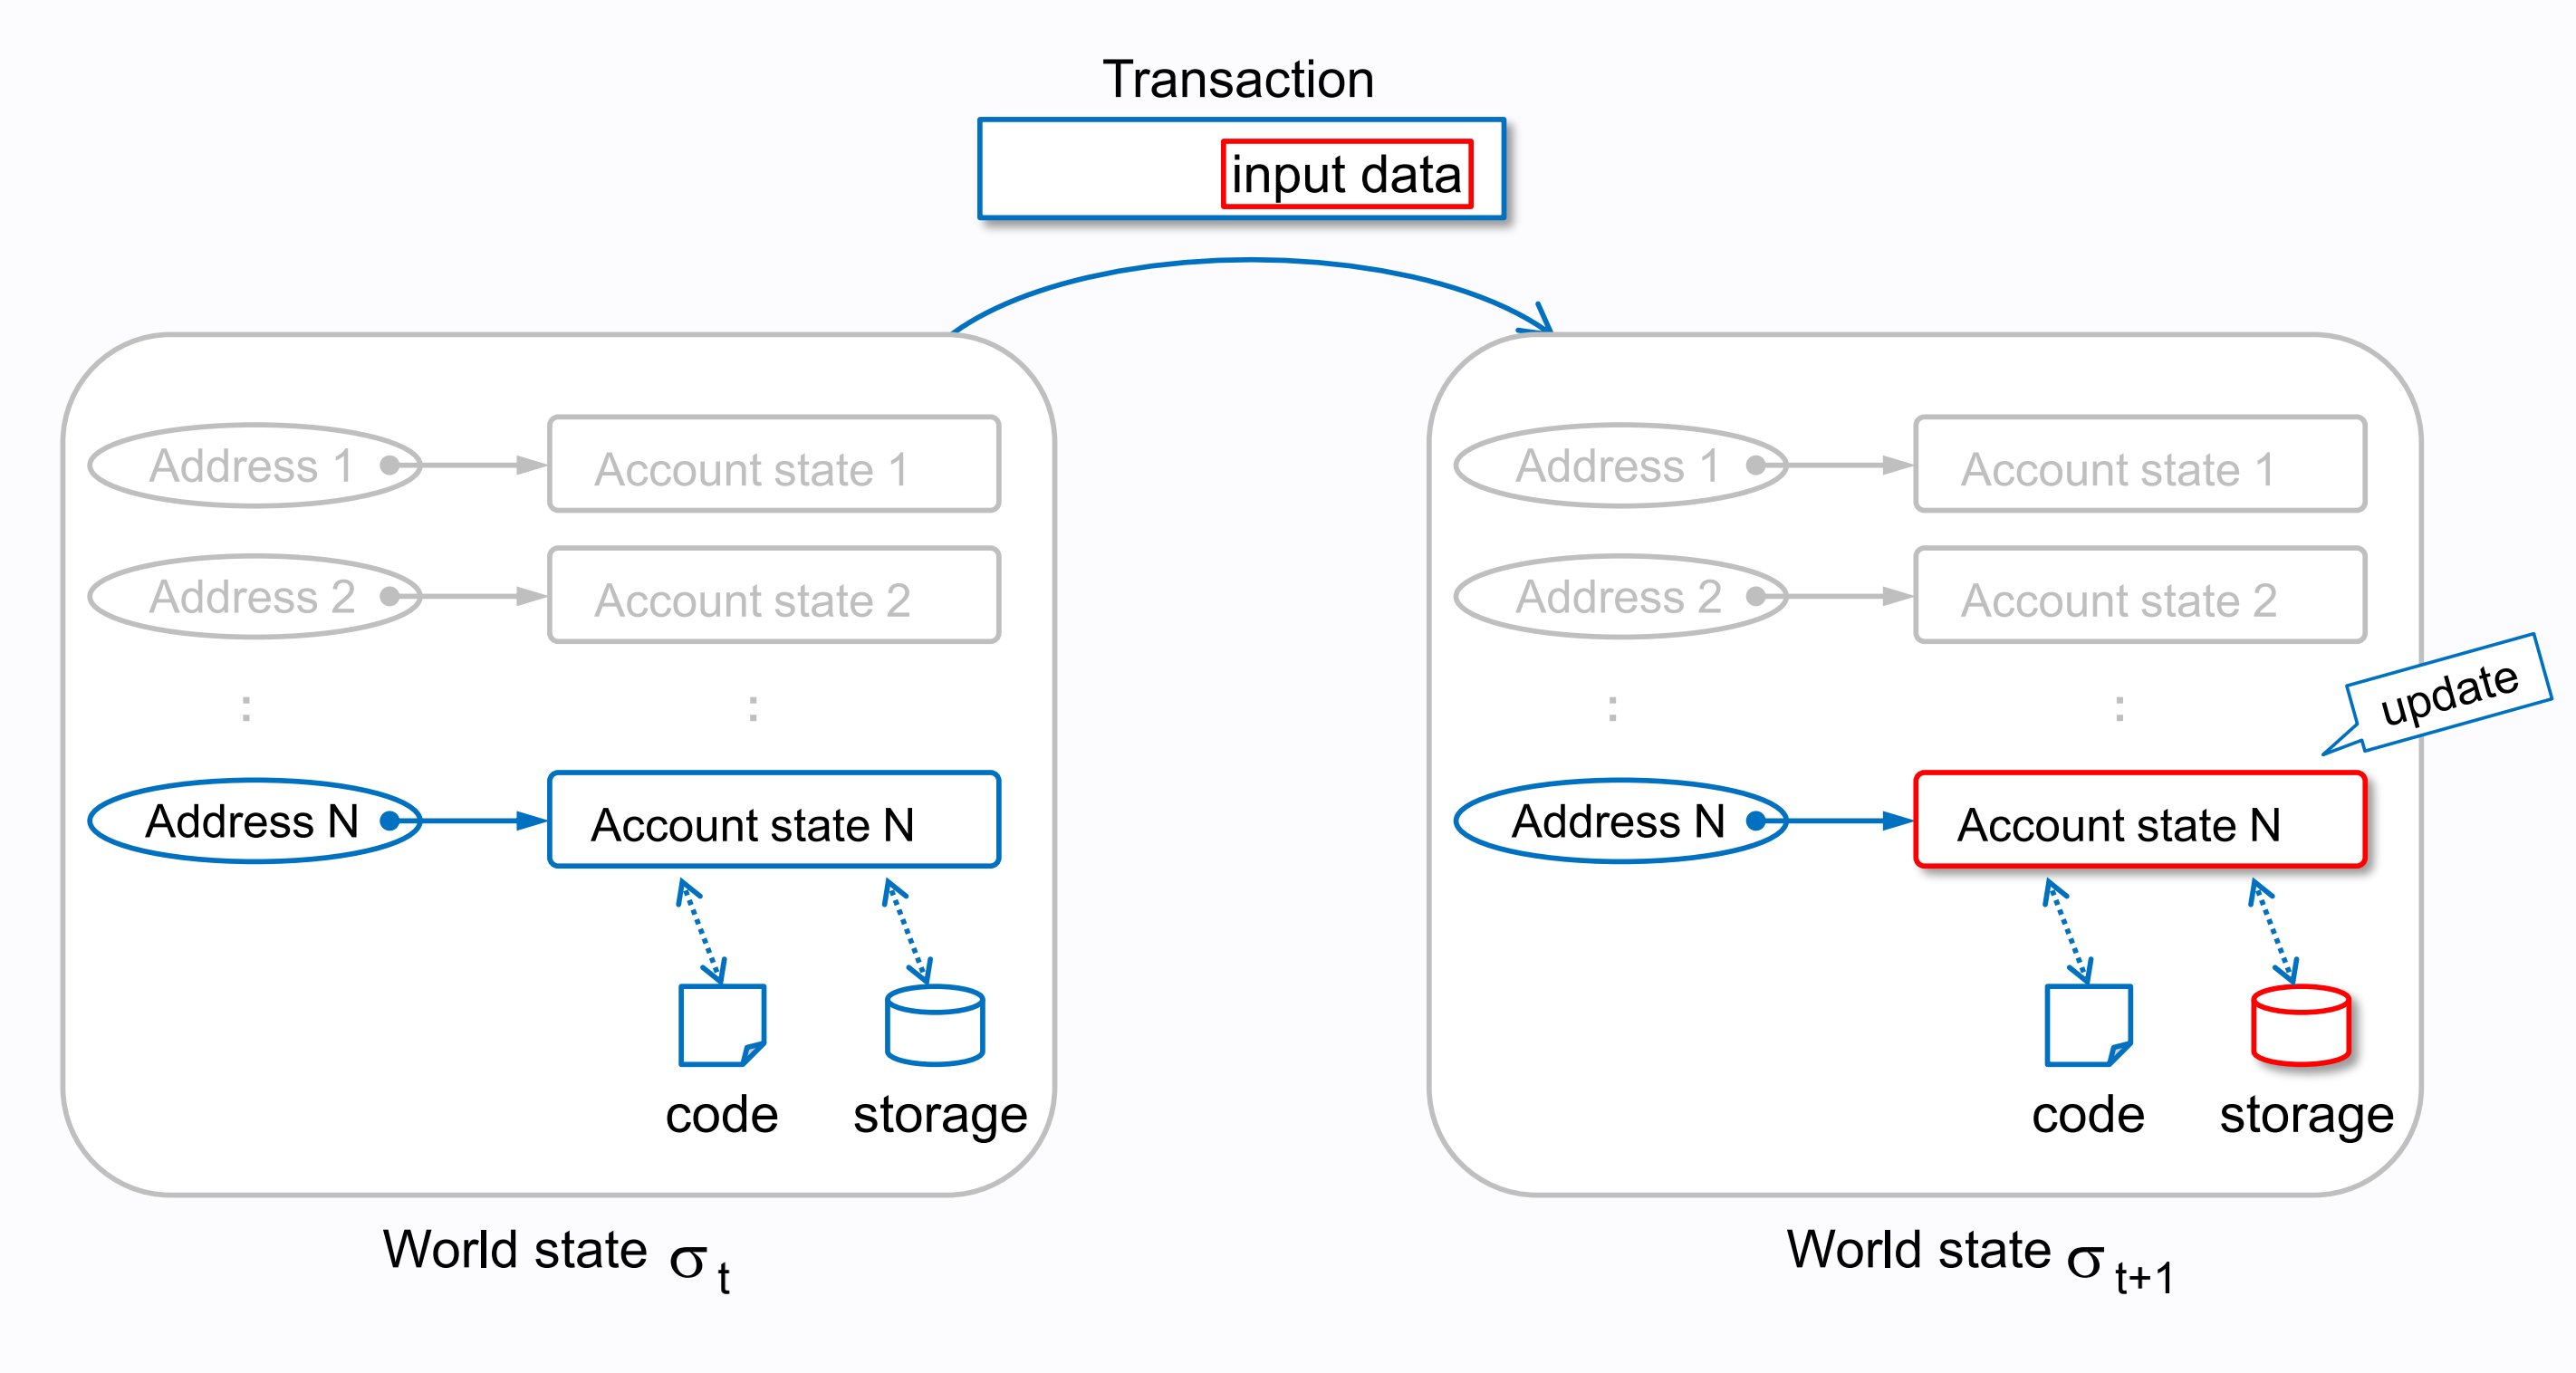 Transaction
input data
Address 1
Account state 1
Address 2
Account state 2
:
:
Address N
Account state N
code
storage
World state σ t
Address 1
Account state 1
Address 2
Account state 2
:
:
update
Address N
Account state N
code
storage
World state σ t+1